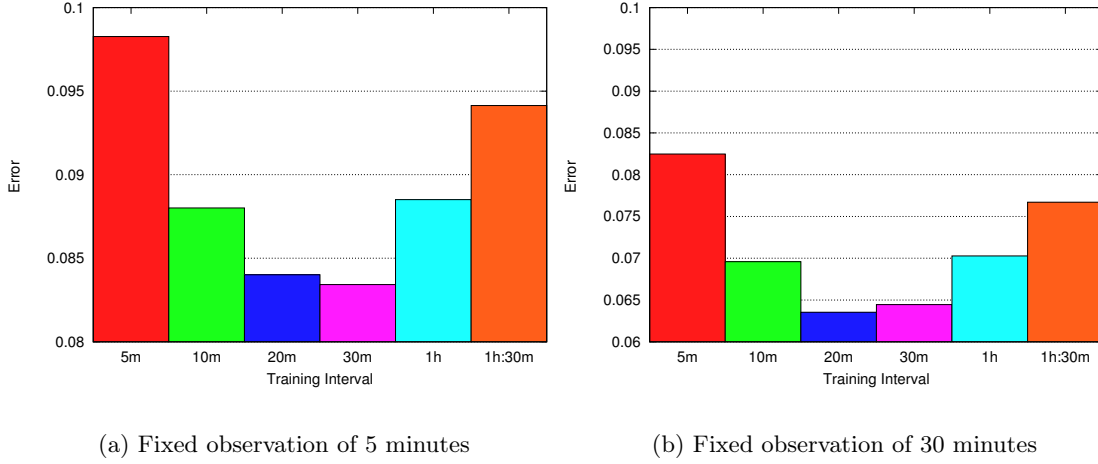 0.1
0.095
0.09
0.085
0.08
Error
5m 10m 20m 30m 1h 1h:30m
Training Interval
(a) Fixed observation of 5 minutes
0.1
0.095
0.09
0.085
0.08
0.075
0.07
0.065
0.06
Error
5m 10m 20m 30m 1h 1h:30m
Training Interval
(b) Fixed observation of 30 minutes